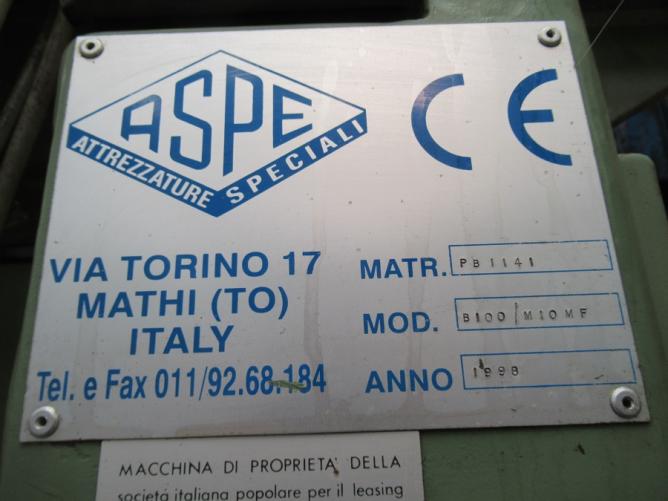 ASPE
ATTREZZATURE SPECIALI
CE
VIA TORINO 17
MATHI (TO)
ITALY
Tel. e Fax 011/92.68.184
MATR. PB1141
MOD. B100/M10MF
ANNO 1998
MACCHINA DI PROPRIETA' DELLA
società italiana popolare per il leasing